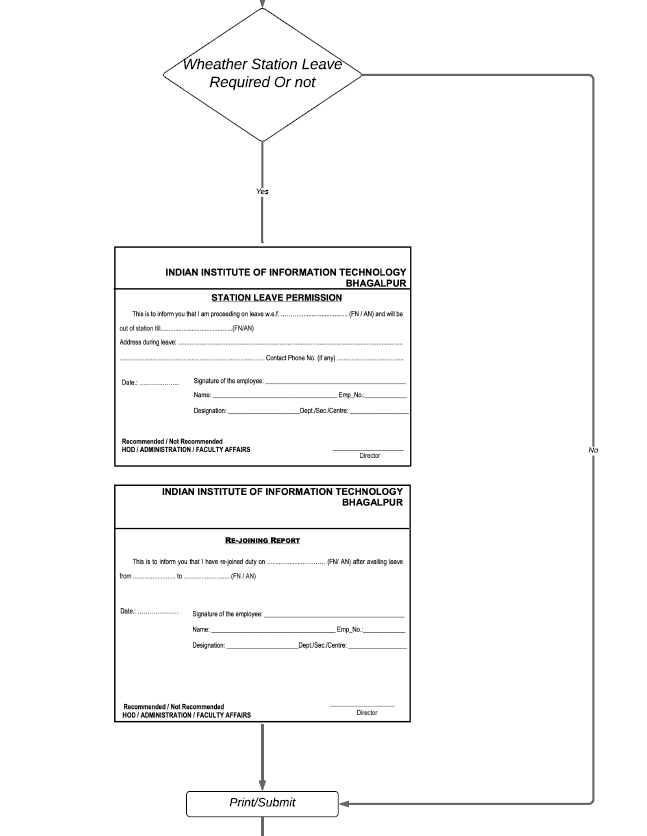 Wheather Station Leave
Required Or not
Yes
INDIAN INSTITUTE OF INFORMATION TECHNOLOGY
BHAGALPUR
STATION LEAVE PERMISSION
This is to inform you that I am proceeding on leave w.e.f. ................................ (FN / AN) and will be
out of station till..................................(FN/AN)
Address during leave: ..........................................................................................................
.................................................................... Contact Phone No. (if any) ................................
Date.: .....................
Signature of the employee: ________________________________
Name: ____________________________ Emp_No.:__________
Designation: ________________Dept./Sec./Centre: ______________
Recommended / Not Recommended
HOD / ADMINISTRATION / FACULTY AFFAIRS
Director
No
INDIAN INSTITUTE OF INFORMATION TECHNOLOGY
BHAGALPUR
RE-JOINING REPORT
This is to inform you that I have re-joined duty on ............................ (FN/ AN) after availing leave
from .................... to ......................(FN / AN)
Date.: .....................
Signature of the employee: ________________________________
Name: ____________________________ Emp_No.:__________
Designation: ________________Dept./Sec./Centre: ______________
Recommended / Not Recommended
HOD / ADMINISTRATION / FACULTY AFFAIRS
Director
Print/Submit